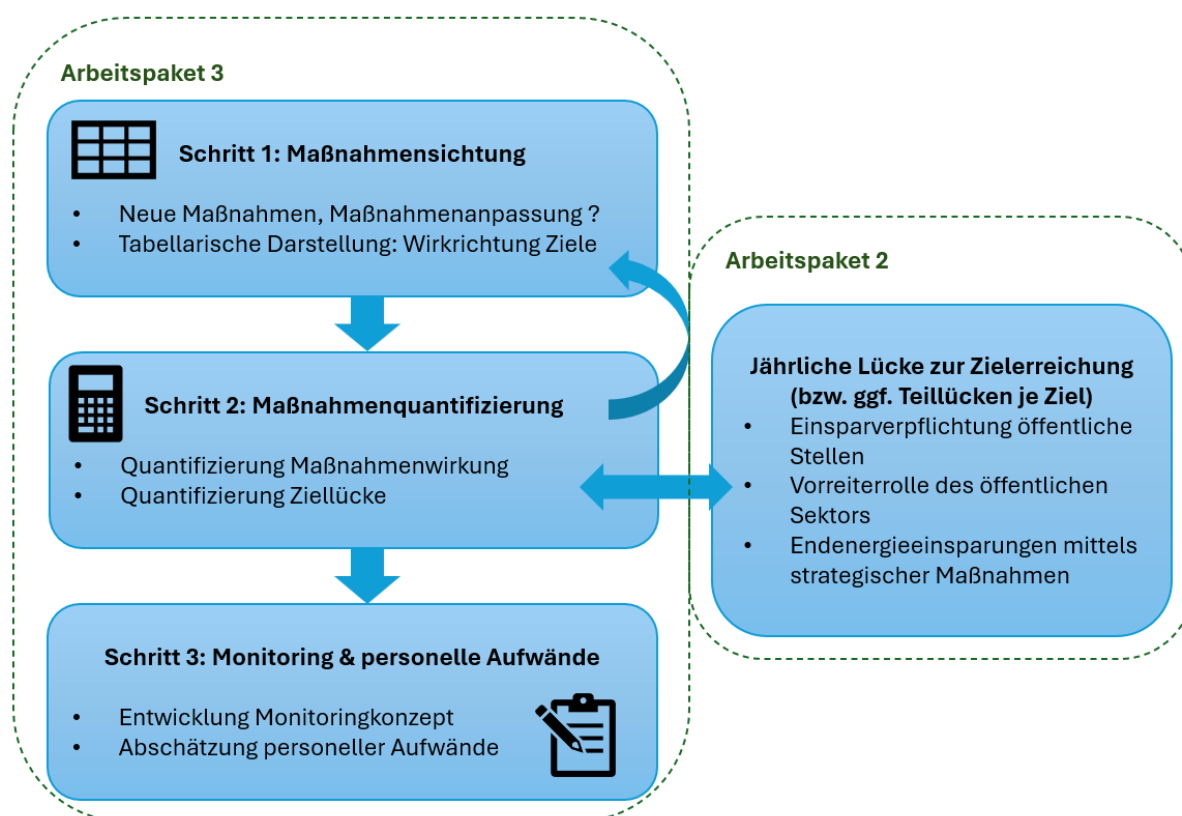 Arbeitspaket 3
Schritt 1: Maßnahmensichtung
• Neue Maßnahmen, Maßnahmenanpassung ?
• Tabellarische Darstellung: Wirkrichtung Ziele
Schritt 2: Maßnahmenquantifizierung
• Quantifizierung Maßnahmenwirkung
• Quantifizierung Ziellücke
Schritt 3: Monitoring & personelle Aufwände
• Entwicklung Monitoringkonzept
• Abschätzung personeller Aufwände
Arbeitspaket 2
Jährliche Lücke zur Zielerreichung
(bzw. ggf. Teillücken je Ziel)
• Einsparverpflichtung öffentliche
Stellen
• Vorreiterrolle des öffentlichen
Sektors
• Endenergieeinsparungen mittels
strategischer Maßnahmen